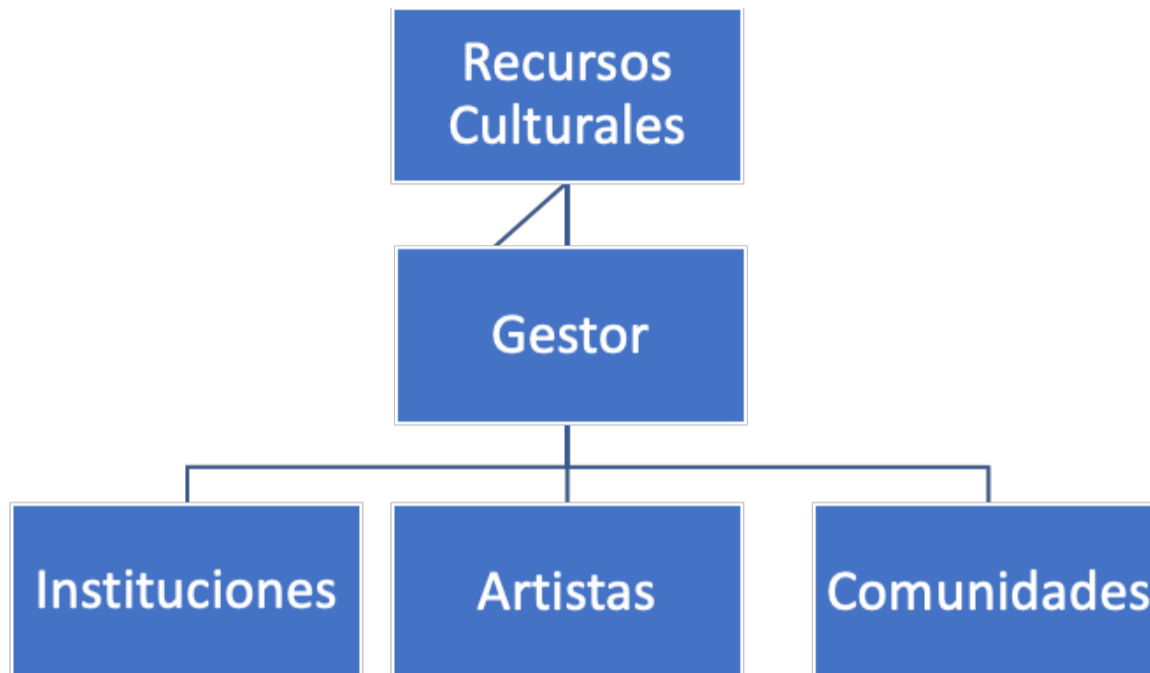 Recursos
Culturales
Gestor
Instituciones
Artistas
Comunidades